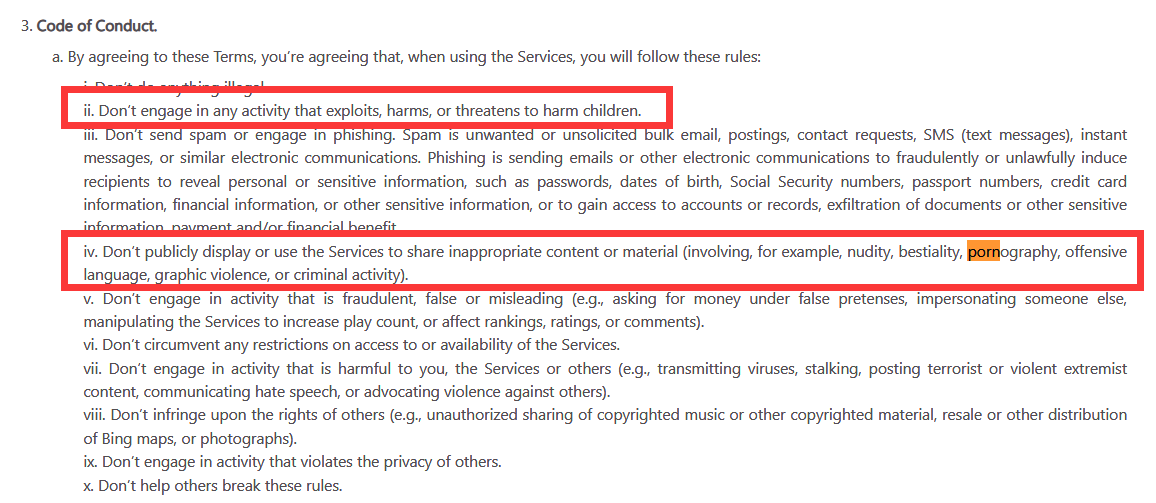 3. Code of Conduct.
a. By agreeing to these Terms, you’re agreeing that, when using the Services, you will follow these rules:
i. Don’t do anything illegal.
ii. Don’t engage in any activity that exploits, harms, or threatens to harm children.
iii. Don’t send spam or engage in phishing. Spam is unwanted or unsolicited bulk email, postings, contact requests, SMS (text messages), instant
messages, or similar electronic communications. Phishing is sending emails or other electronic communications to fraudulently or unlawfully induce
recipients to reveal personal or sensitive information, such as passwords, dates of birth, Social Security numbers, passport numbers, credit card
information, financial information, or other sensitive information, or to gain access to accounts or records, exfiltration of documents or other sensitive
information, payment and/or financial benefit.
iv. Don’t publicly display or use the Services to share inappropriate content or material (involving, for example, nudity, bestiality, pornography, offensive
language, graphic violence, or criminal activity).
v. Don’t engage in activity that is fraudulent, false or misleading (e.g., asking for money under false pretenses, impersonating someone else,
manipulating the Services to increase play count, or affect rankings, ratings, or comments).
vi. Don’t circumvent any restrictions on access to or availability of the Services.
vii. Don’t engage in activity that is harmful to you, the Services or others (e.g., transmitting viruses, stalking, posting terrorist or violent extremist
content, communicating hate speech, or advocating violence against others).
viii. Don’t infringe upon the rights of others (e.g., unauthorized sharing of copyrighted music or other copyrighted material, resale or other distribution
of Bing maps, or photographs).
ix. Don’t engage in activity that violates the privacy of others.
x. Don’t help others break these rules.